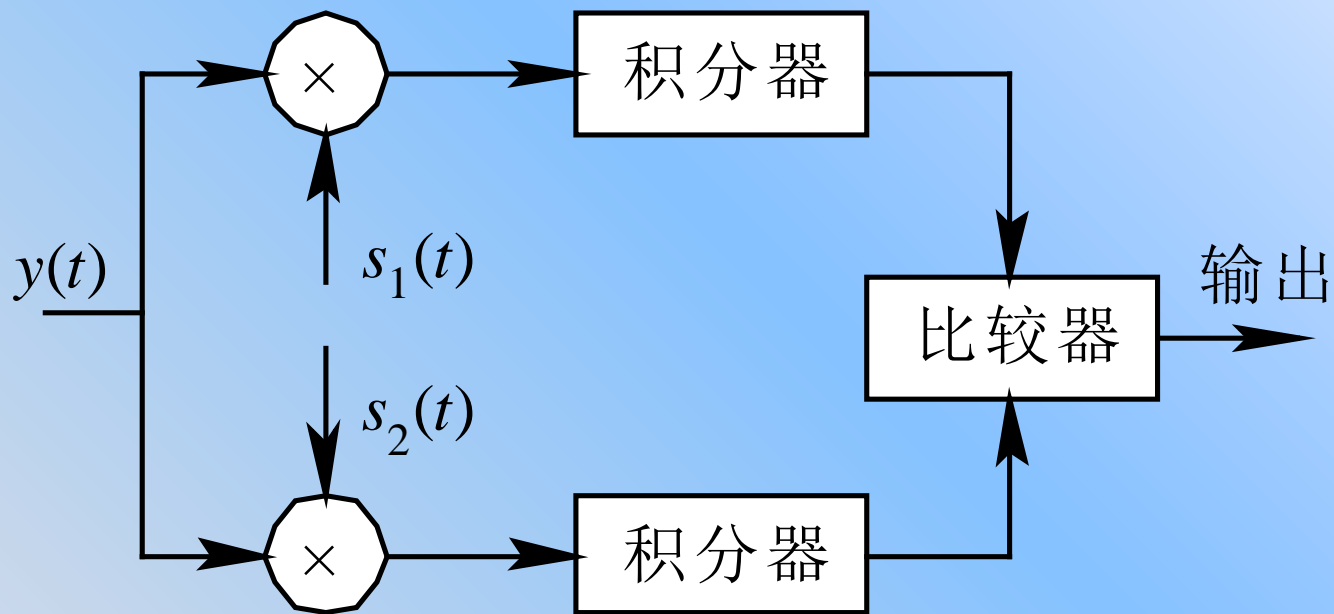 ×
积分器
y(t)
s₁(t)
输出
比较器
s₂(t)
×
积分器